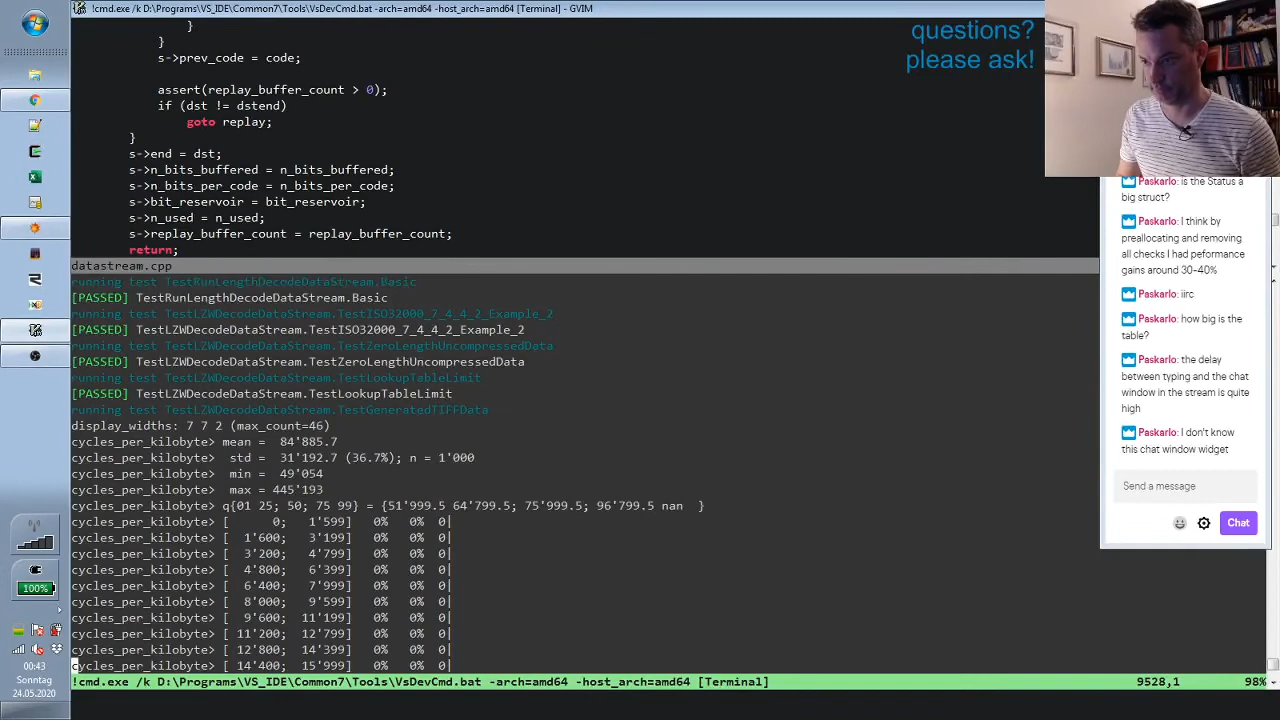 !cmd.exe /k D:\Programs\VS_IDE\Common7\Tools\VsDevCmd.bat -arch=amd64 -host_arch=amd64 [Terminal] - GVIM
}
}
s->prev_code = code;
assert(replay_buffer_count > 0);
if (dst != dstend)
goto replay;
}
s->end = dst;
s->n_bits_buffered = n_bits_buffered;
s->n_bits_per_code = n_bits_per_code;
s->bit_reservoir = bit_reservoir;
s->n_used = n_used;
s->replay_buffer_count = replay_buffer_count;
return;
datastream.cpp
running test TestRunLengthDecodeDataStream.Basic
[PASSED] TestRunLengthDecodeDataStream.Basic
running test TestLZWDecodeDataStream.TestISO32000_7_4_4_2_Example_2
[PASSED] TestLZWDecodeDataStream.TestISO32000_7_4_4_2_Example_2
running test TestLZWDecodeDataStream.TestZeroLengthUncompressedData
[PASSED] TestLZWDecodeDataStream.TestZeroLengthUncompressedData
running test TestLZWDecodeDataStream.TestLookupTableLimit
[PASSED] TestLZWDecodeDataStream.TestLookupTableLimit
running test TestLZWDecodeDataStream.TestGeneratedTIFFData
display_widths: 7 7 2 (max_count=46)
cycles_per_kilobyte> mean =  84'885.7
cycles_per_kilobyte>  std =  31'192.7 (36.7%); n = 1'000
cycles_per_kilobyte>  min =  49'054
cycles_per_kilobyte>  max = 445'193
cycles_per_kilobyte> q{01 25; 50; 75 99} = {51'999.5 64'799.5; 75'999.5; 96'799.5 nan  }
cycles_per_kilobyte> [      0;   1'599]   0%   0% 0|
cycles_per_kilobyte> [  1'600;   3'199]   0%   0% 0|
cycles_per_kilobyte> [  3'200;   4'799]   0%   0% 0|
cycles_per_kilobyte> [  4'800;   6'399]   0%   0% 0|
cycles_per_kilobyte> [  6'400;   7'999]   0%   0% 0|
cycles_per_kilobyte> [  8'000;   9'599]   0%   0% 0|
cycles_per_kilobyte> [  9'600;  11'199]   0%   0% 0|
cycles_per_kilobyte> [ 11'200;  12'799]   0%   0% 0|
cycles_per_kilobyte> [ 12'800;  14'399]   0%   0% 0|
cycles_per_kilobyte> [ 14'400;  15'999]   0%   0% 0|
!cmd.exe /k D:\Programs\VS_IDE\Common7\Tools\VsDevCmd.bat -arch=amd64 -host_arch=amd64 [Terminal] 9528,1 98%
questions?
please ask!
Paskarlo: is the Status a
big struct?
Paskarlo: I think by
preallocating and removing
all checks I had peformance
gains around 30-40%
Paskarlo: iirc
Paskarlo: how big is the
table?
Paskarlo: the delay
between typing and the chat
window in the stream is quite
high
Paskarlo: I don't know
this chat window widget
Send a message
Chat
100%
00:43
Sonntag
24.05.2020